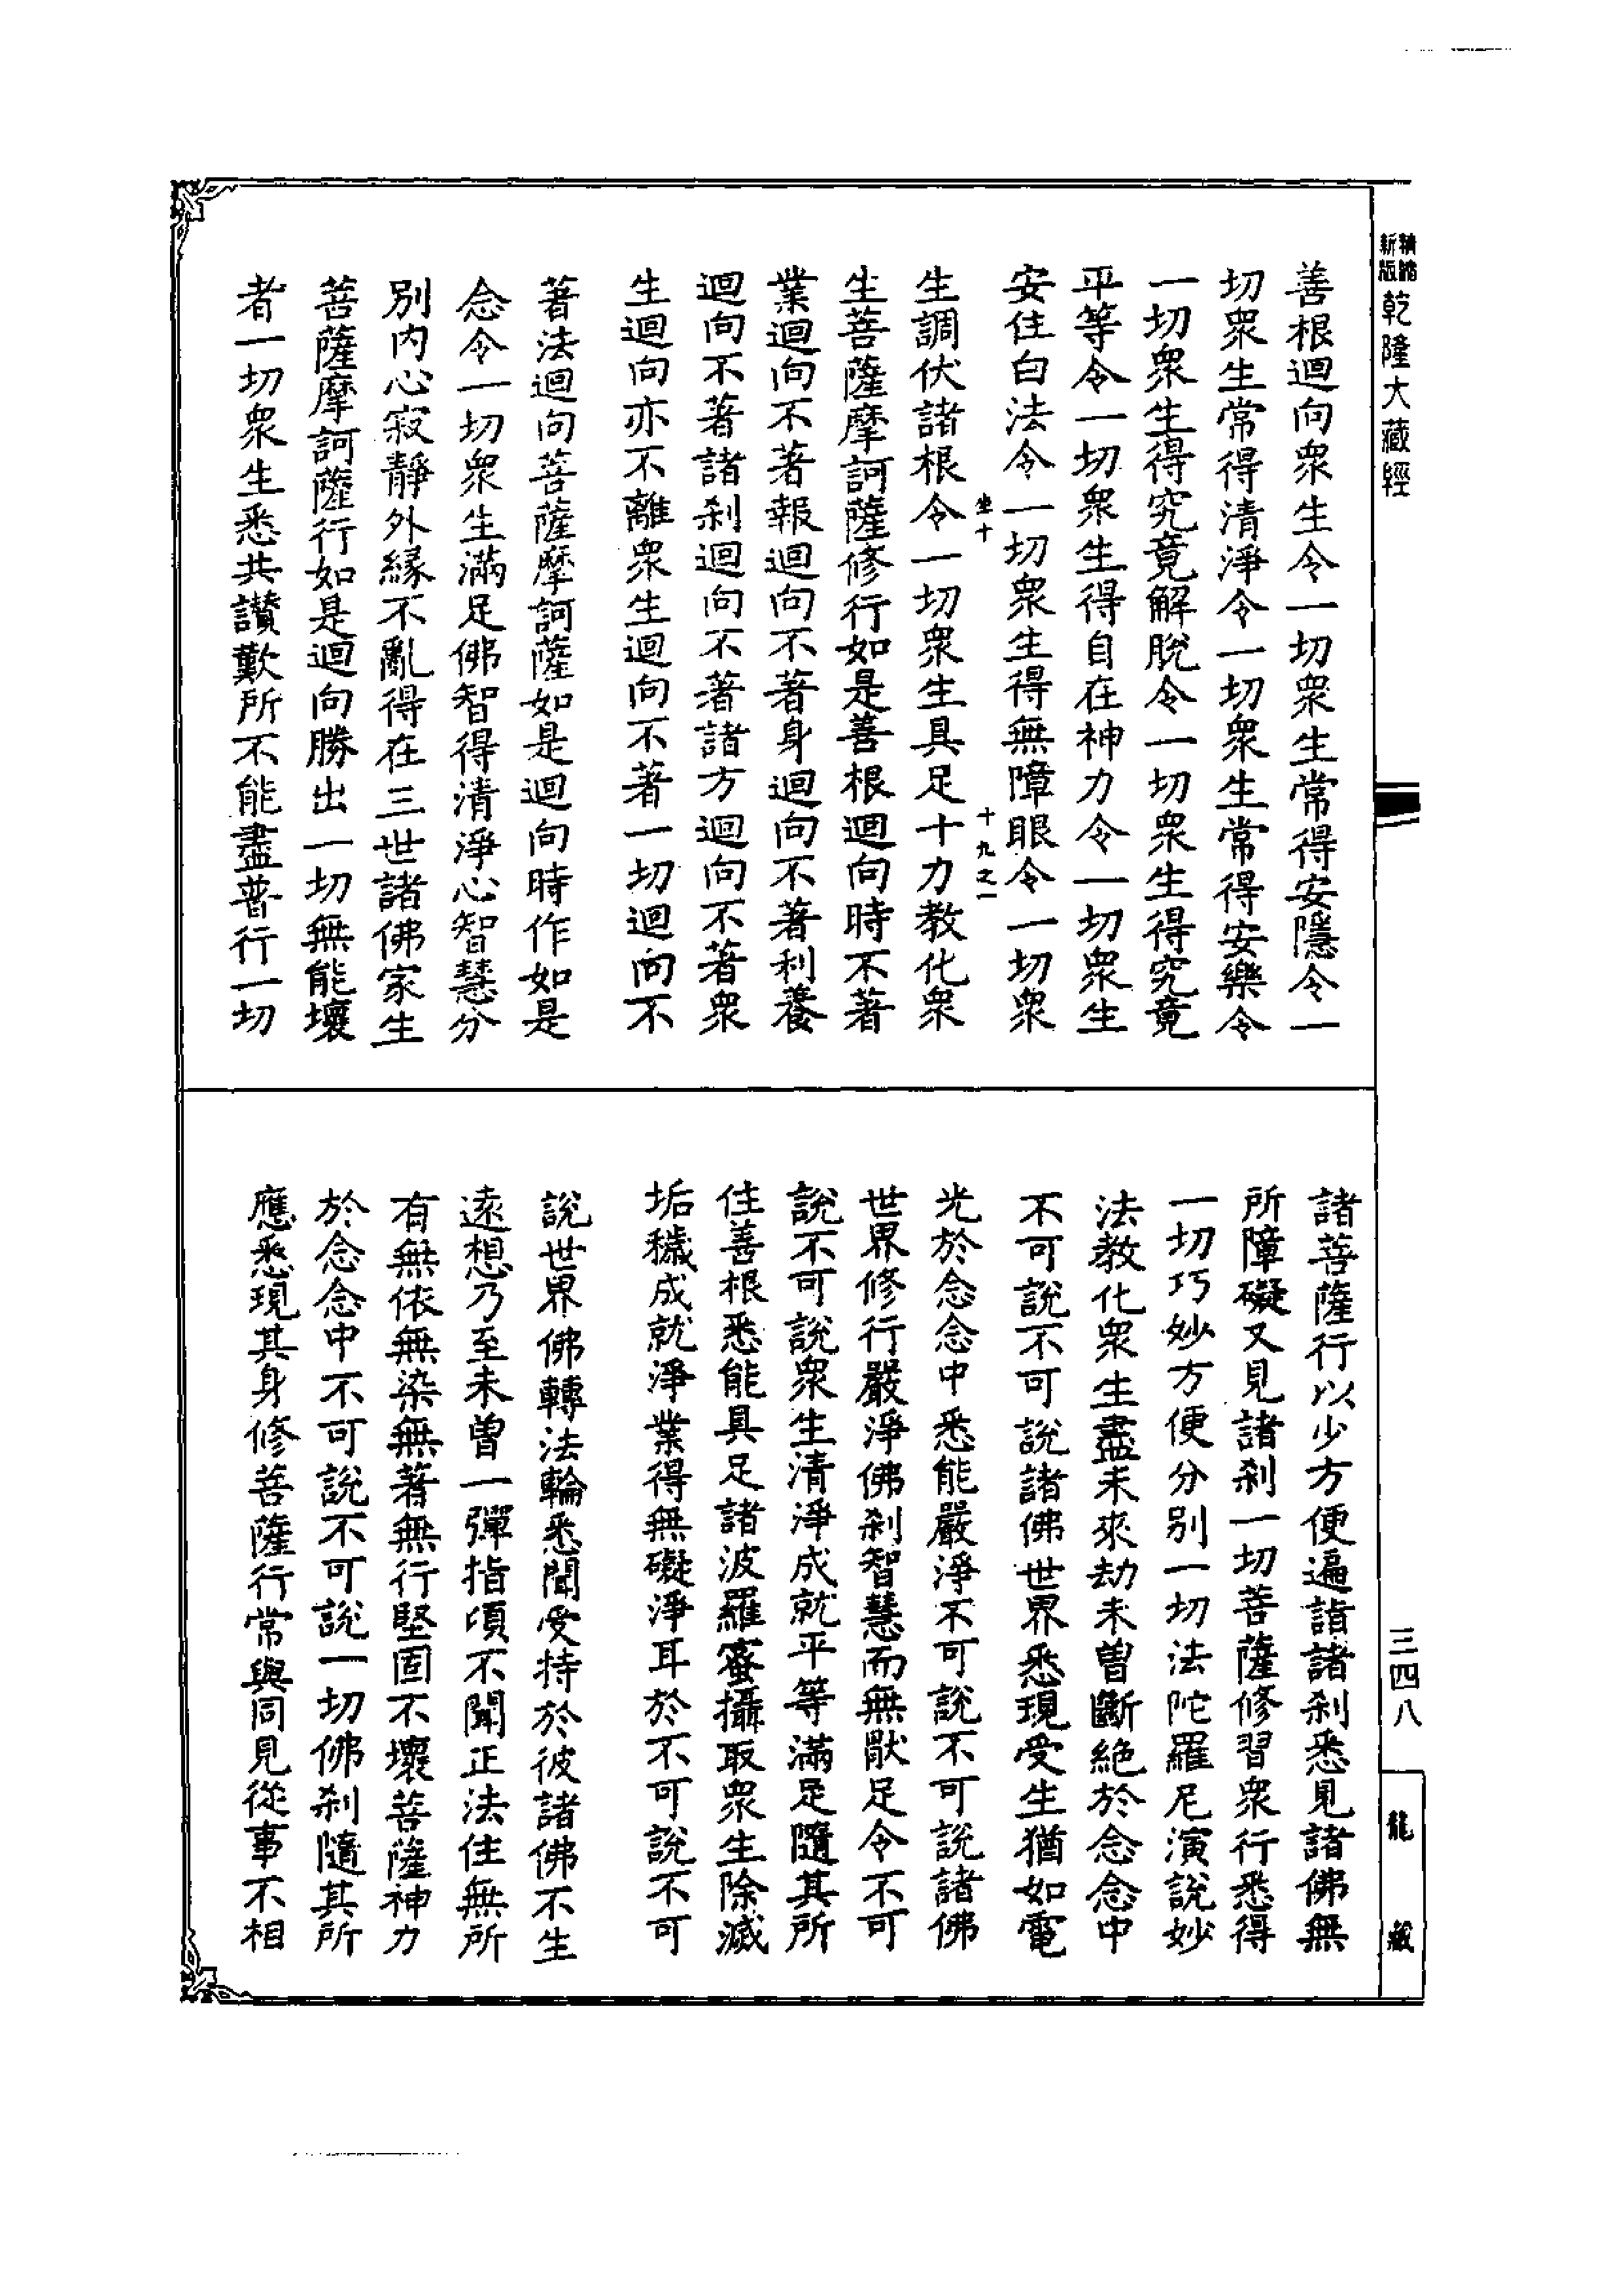 精縮
新版
乾隆大藏經
善根迴向衆生令一切衆生常得安隱令一
切衆生常得清淨令一切衆生常得安樂令
一切衆生得究竟解脫令一切衆生得究竟
平等令一切衆生得自在神力令一切衆生
安住白法令一切衆生得無障眼令一切衆
坐十
十九之一
生調伏諸根令一切衆生具足十力教化衆
生菩薩摩訶薩修行如是善根迴向時不著
業迴向不著報迴向不著身迴向不著利養
迴向不著諸刹迴向不著諸方迴向不著衆
生迴向亦不離衆生迴向不著一切迴向不
著法迴向菩薩摩訶薩如是迴向時作如是
念令一切衆生滿足佛智得清淨心智慧分
別內心寂靜外緣不亂得在三世諸佛家生
菩薩摩訶薩行如是迴向勝出一切無能壞
者一切衆生悉共讚歎所不能盡普行一切
諸菩薩行以少方便遍詣諸刹悉見諸佛無
所障礙又見諸刹一切菩薩修習衆行悉得
一切巧妙方便分別一切法陀羅尼演說妙
法教化衆生盡未來劫未曾斷絕於念念中
不可說不可說諸佛世界悉現受生猶如電
光於念念中悉能嚴淨不可說不可說諸佛
世界修行嚴淨佛刹智慧而無厭足令不可
說不可說衆生清淨成就平等滿足隨其所
住善根悉能具足諸波羅蜜攝取衆生除滅
垢穢成就淨業得無礙淨耳於不可說不可
說世界佛轉法輪悉聞受持於彼諸佛不生
遠想乃至未曾一彈指頃不聞正法住無所
有無依無染無著無行堅固不壞菩薩神力
於念念中不可說不可說一切佛刹隨其所
應悉現其身修菩薩行常與同見從事不相
三四八
龍藏